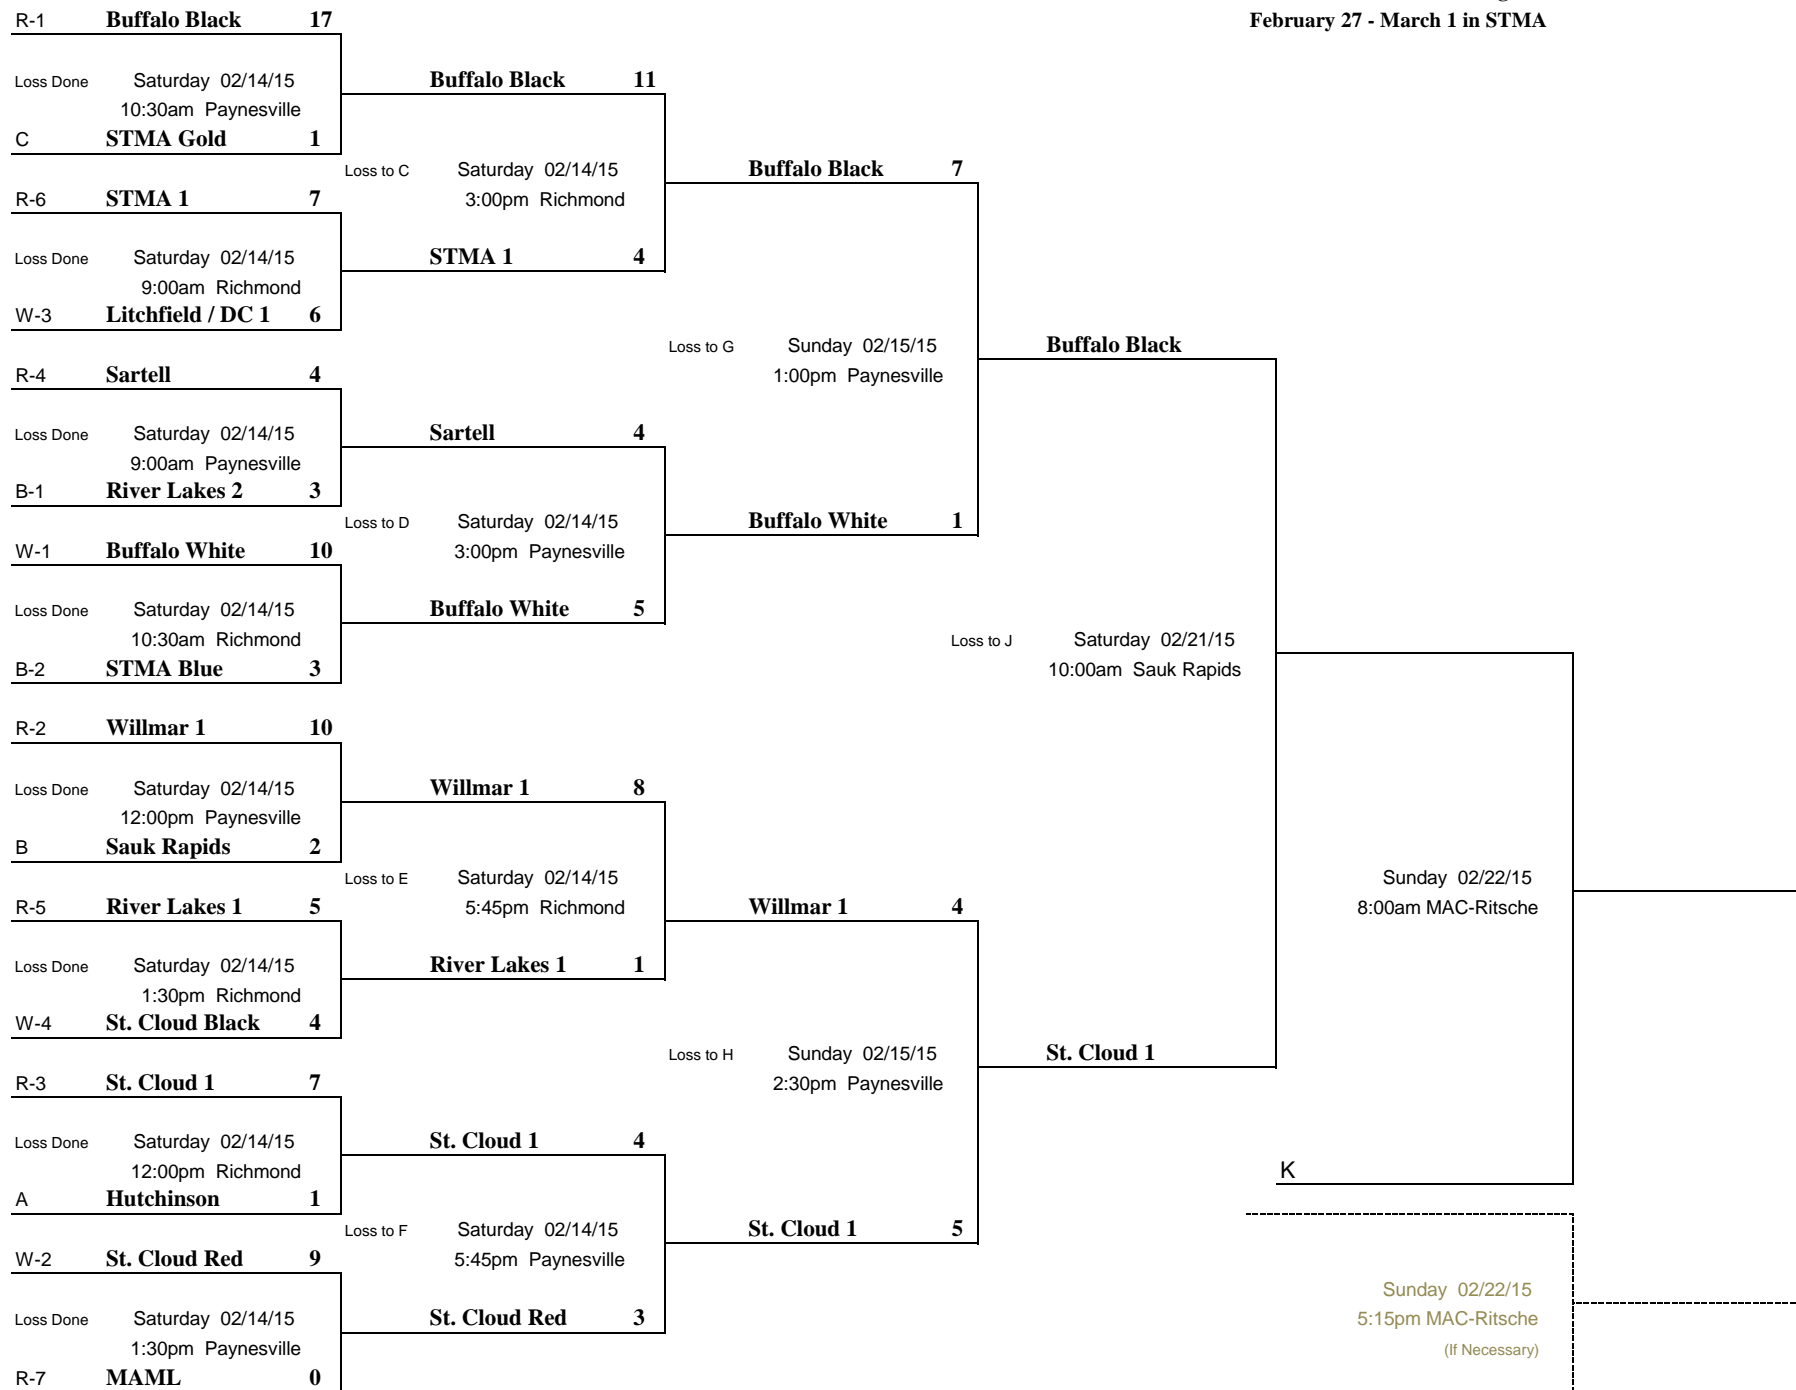 February 27 - March 1 in STMA
R-1 Buffalo Black 17
Loss Done Saturday 02/14/15
10:30am Paynesville
C STMA Gold 1
R-6 STMA 1 7
Loss Done Saturday 02/14/15
9:00am Richmond
W-3 Litchfield / DC 1 6
R-4 Sartell 4
Loss Done Saturday 02/14/15
9:00am Paynesville
B-1 River Lakes 2 3
W-1 Buffalo White 10
Loss Done Saturday 02/14/15
10:30am Richmond
B-2 STMA Blue 3
R-2 Willmar 1 10
Loss Done Saturday 02/14/15
12:00pm Paynesville
B Sauk Rapids 2
R-5 River Lakes 1 5
Loss Done Saturday 02/14/15
1:30pm Richmond
W-4 St. Cloud Black 4
R-3 St. Cloud 1 7
Loss Done Saturday 02/14/15
12:00pm Richmond
A Hutchinson 1
W-2 St. Cloud Red 9
Loss Done Saturday 02/14/15
1:30pm Paynesville
R-7 MAML 0
Buffalo Black 11
Loss to C Saturday 02/14/15
3:00pm Richmond
STMA 1 4
Sartell 4
Loss to D Saturday 02/14/15
3:00pm Paynesville
Buffalo White 5
Willmar 1 8
Loss to E Saturday 02/14/15
5:45pm Richmond
River Lakes 1 1
St. Cloud 1 4
Loss to F Saturday 02/14/15
5:45pm Paynesville
St. Cloud Red 3
Buffalo Black 7
Loss to G Sunday 02/15/15
1:00pm Paynesville
Buffalo White 1
Willmar 1 4
Loss to H Sunday 02/15/15
2:30pm Paynesville
St. Cloud 1 5
Buffalo Black
Loss to J Saturday 02/21/15
10:00am Sauk Rapids
St. Cloud 1
Sunday 02/22/15
8:00am MAC-Ritsche
K
Sunday 02/22/15
5:15pm MAC-Ritsche
(If Necessary)